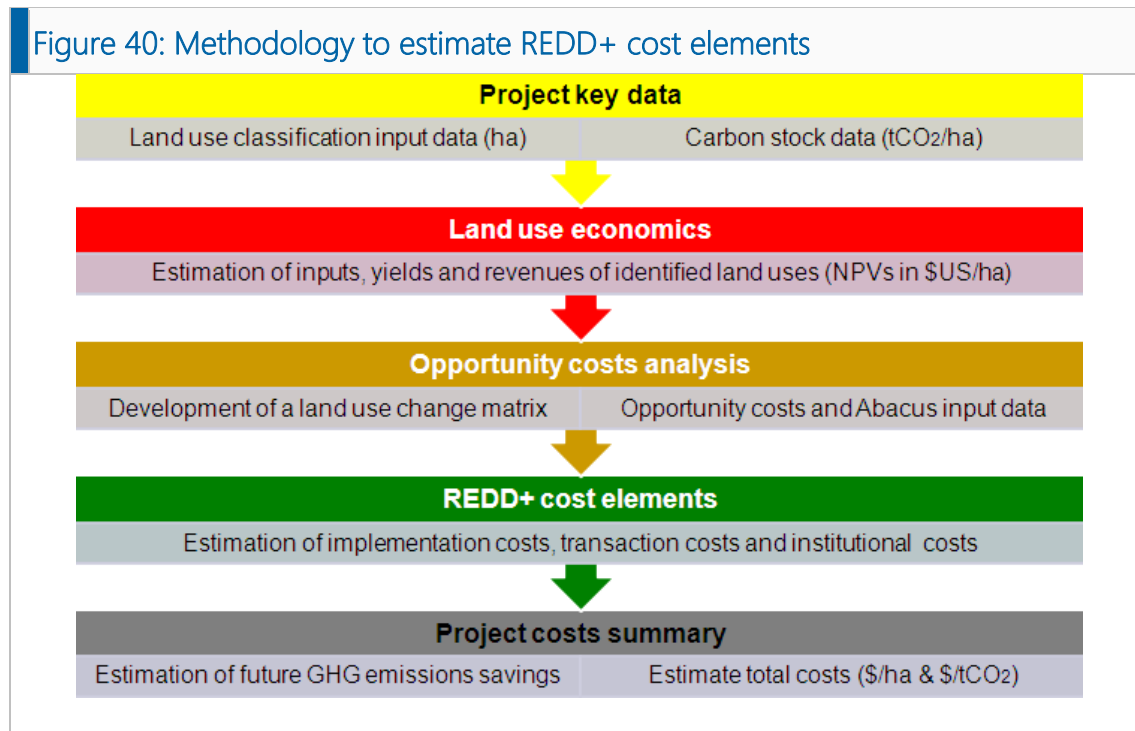 Figure 40: Methodology to estimate REDD+ cost elements
Project key data
Land use classification input data (ha)
Carbon stock data (tCO2/ha)
Land use economics
Estimation of inputs, yields and revenues of identified land uses (NPVs in $US/ha)
Opportunity costs analysis
Development of a land use change matrix
Opportunity costs and Abacus input data
REDD+ cost elements
Estimation of implementation costs, transaction costs and institutional costs
Project costs summary
Estimation of future GHG emissions savings
Estimate total costs ($/ha & $/tCO2)